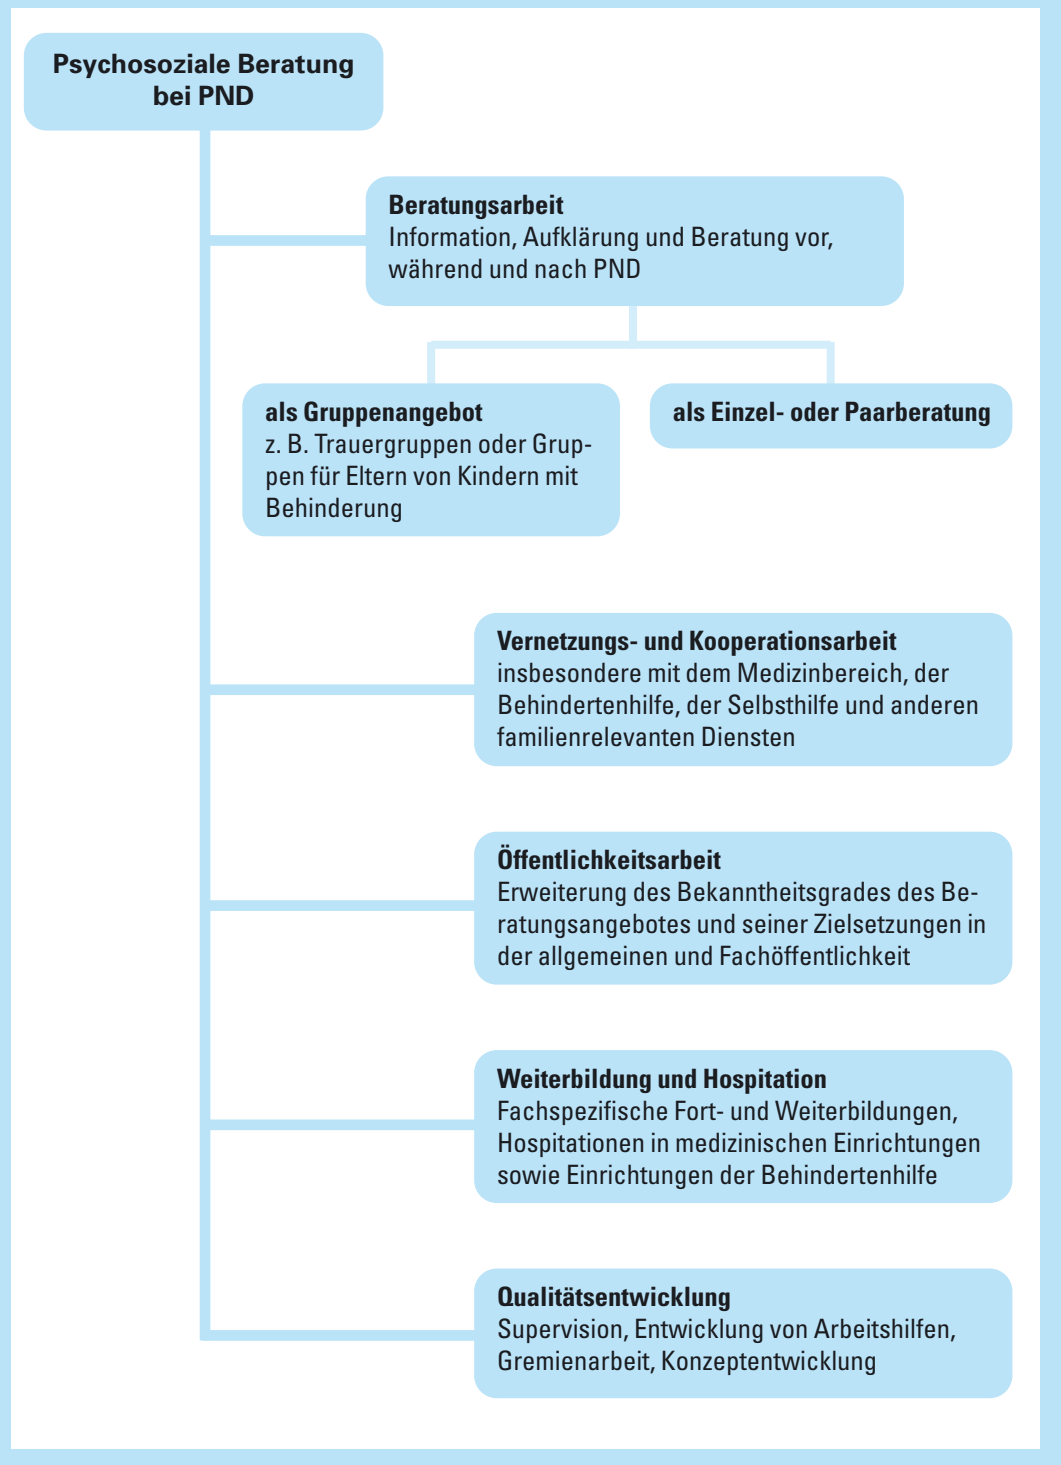 Psychosoziale Beratung
bei PND
Beratungsarbeit
Information, Aufklärung und Beratung vor,
während und nach PND
als Gruppenangebot
z. B. Trauergruppen oder Grup-
pen für Eltern von Kindern mit
Behinderung
als Einzel- oder Paarberatung
Vernetzungs- und Kooperationsarbeit
insbesondere mit dem Medizinbereich, der
Behindertenhilfe, der Selbsthilfe und anderen
familienrelevanten Diensten
Öffentlichkeitsarbeit
Erweiterung des Bekanntheitsgrades des Be-
ratungsangebotes und seiner Zielsetzungen in
der allgemeinen und Fachöffentlichkeit
Weiterbildung und Hospitation
Fachspezifische Fort- und Weiterbildungen,
Hospitationen in medizinischen Einrichtungen
sowie Einrichtungen der Behindertenhilfe
Qualitätsentwicklung
Supervision, Entwicklung von Arbeitshilfen,
Gremienarbeit, Konzeptentwicklung